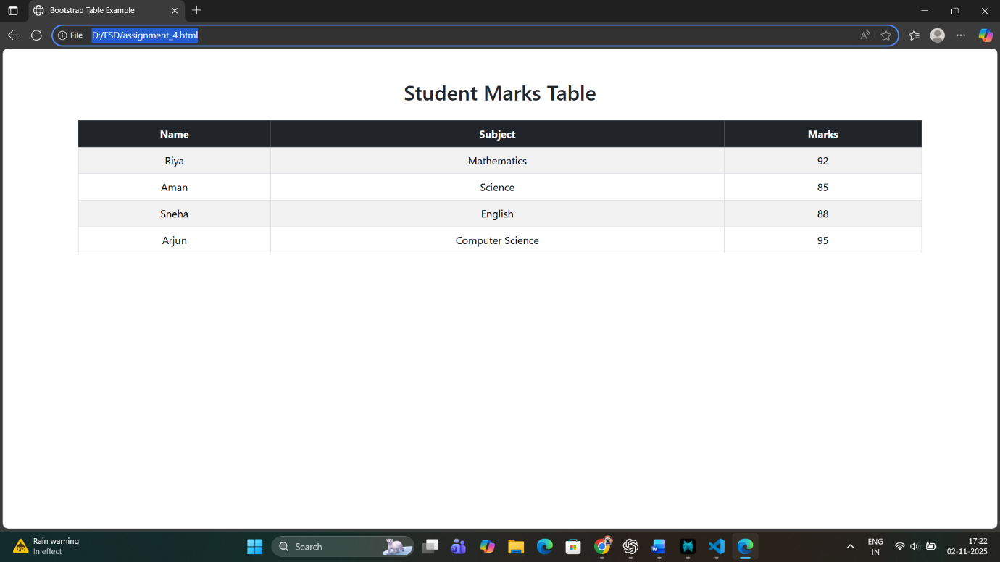 Bootstrap Table Example
File D:/FSD/assignment_4.html
Student Marks Table
Name Subject Marks
Riya Mathematics 92
Aman Science 85
Sneha English 88
Arjun Computer Science 95
Rain warning
In effect
Search
ENG
IN
17:22
02-11-2025